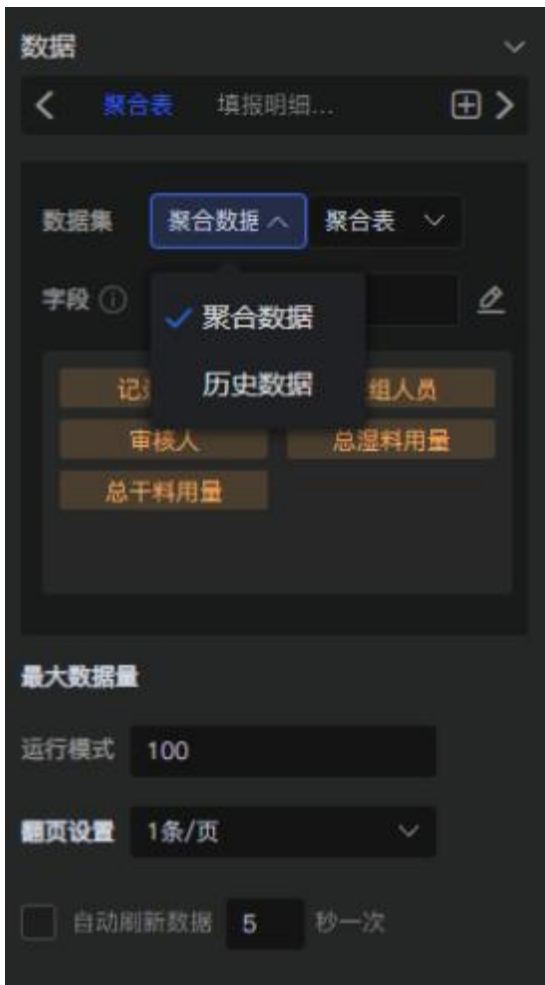 数据
聚合表 填报明细...
数据集 聚合数据 聚合表
字段
聚合数据
历史数据
组人员
审核人 总湿料用量
总干料用量
最大数据量
运行模式 100
翻页设置 1条/页
自动刷新数据 5 秒一次